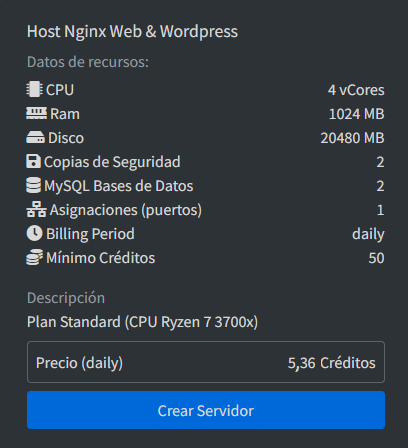 Host Nginx Web & Wordpress
Datos de recursos:
CPU 4 vCores
Ram 1024 MB
Disco 20480 MB
Copias de Seguridad 2
MySQL Bases de Datos 2
Asignaciones (puertos) 1
Billing Period daily
Mínimo Créditos 50
Descripción
Plan Standard (CPU Ryzen 7 3700x)
Precio (daily) 5,36 Créditos
Crear Servidor